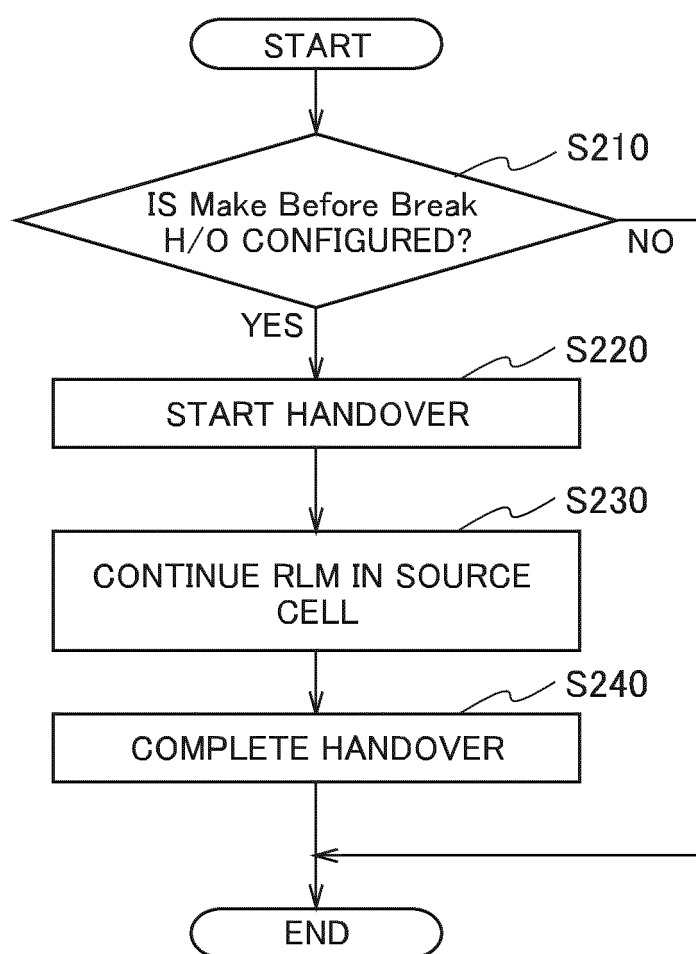 START
S210
IS Make Before Break
H/O CONFIGURED?
NO
YES
S220
START HANDOVER
S230
CONTINUE RLM IN SOURCE
CELL
S240
COMPLETE HANDOVER
END